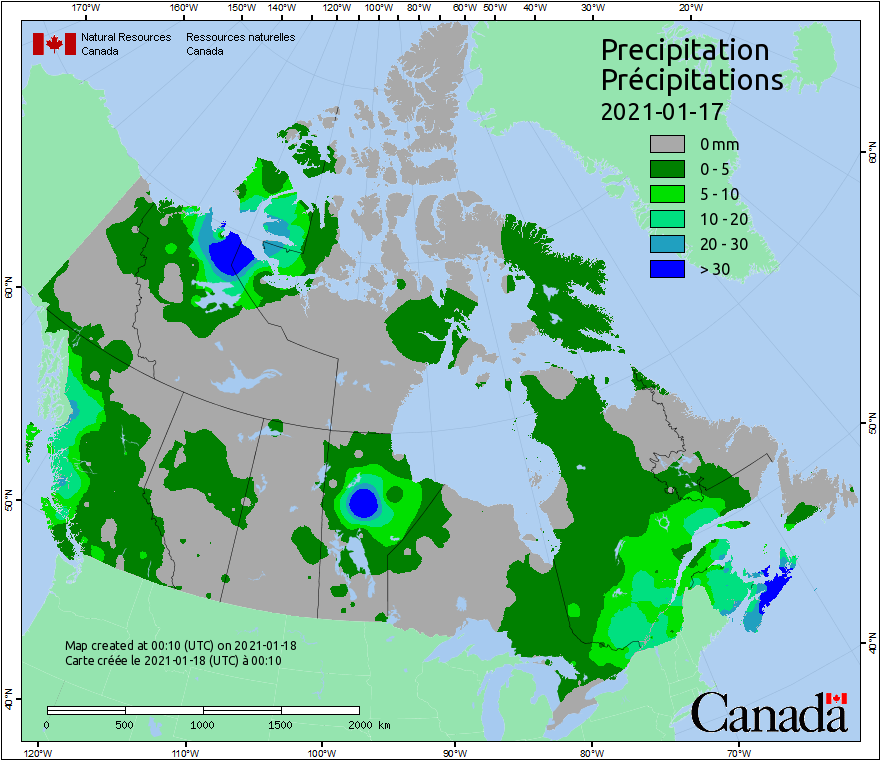 170°W 160°W 150°W 140°W 120°W 100°W 80°W 60°W 50°W 40°W 30°W 20°W
Natural Resources Ressources naturelles
Canada Canada
Precipitation
Précipitations
2021-01-17
0 mm
0 - 5
5 - 10
10 - 20
20 - 30
> 30
60°N
60°N
50°N
50°N
40°N
40°N
Map created at 00:10 (UTC) on 2021-01-18
Carte créée le 2021-01-18 (UTC) à 00:10
0 500 1000 1500 2000 km
Canada
120°W 110°W 100°W 90°W 80°W 70°W